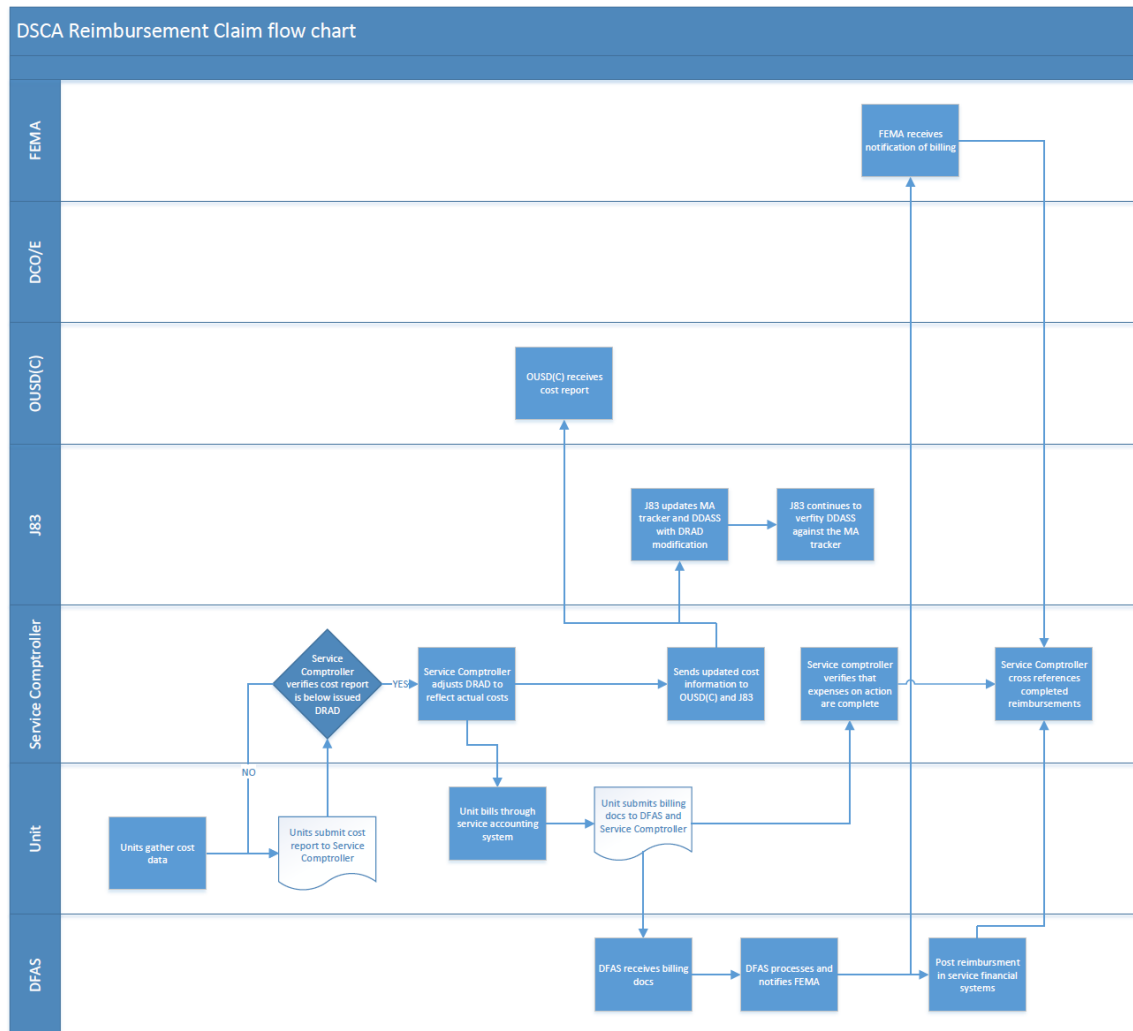 DSCA Reimbursement Claim flow chart
FEMA
FEMA receives
notification of billing
DCO/E
OUSD(C)
OUSD(C) receives
cost report
J83
J83 updates MA
tracker and DDASS
with DRAD
modification
J83 continues to
verfity DDASS
against the MA
tracker
Service Comptroller
Service
Comptroller
verifies cost report
is below issued
DRAD
YES
Service Comptroller
adjusts DRAD to
reflect actual costs
Sends updated cost
information to
OUSD(C) and J83
Service comptroller
verifies that
expenses on action
are complete
Service Comptroller
cross references
completed
reimbursements
NO
Unit
Units gather cost
data
Units submit cost
report to Service
Comptroller
Unit bills through
service accounting
system
Unit submits billing
docs to DFAS and
Service Comptroller
DFAS
DFAS receives billing
docs
DFAS processes and
notifies FEMA
Post reimbursment
in service financial
systems